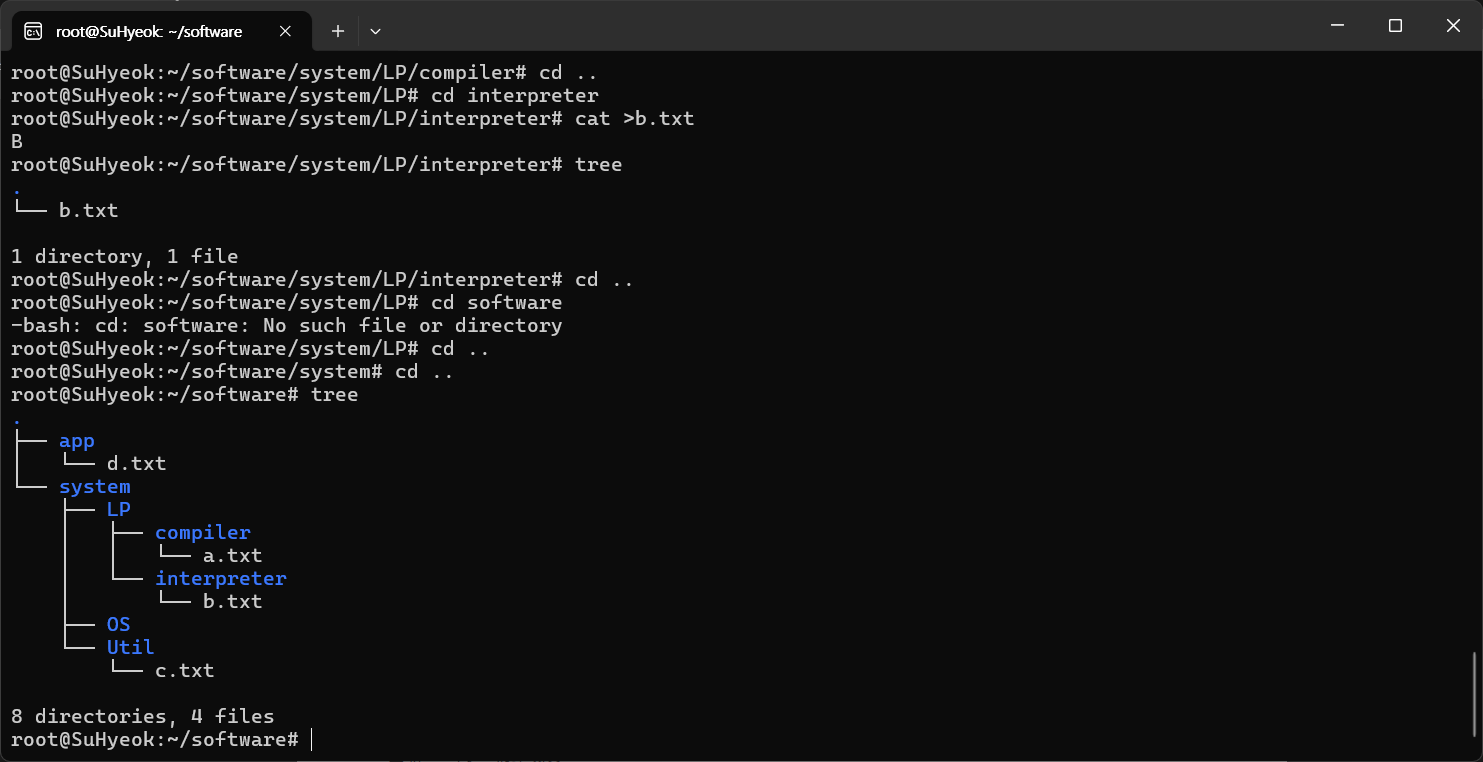 root@SuHyeok: ~/software
root@SuHyeok:~/software/system/LP/compiler# cd ..
root@SuHyeok:~/software/system/LP# cd interpreter
root@SuHyeok:~/software/system/LP/interpreter# cat >b.txt
B
root@SuHyeok:~/software/system/LP/interpreter# tree
.
└── b.txt

1 directory, 1 file
root@SuHyeok:~/software/system/LP/interpreter# cd ..
root@SuHyeok:~/software/system/LP# cd software
-bash: cd: software: No such file or directory
root@SuHyeok:~/software/system/LP# cd ..
root@SuHyeok:~/software/system# cd ..
root@SuHyeok:~/software# tree
.
├── app
│   └── d.txt
└── system
    ├── LP
    │   ├── compiler
    │   │   └── a.txt
    │   └── interpreter
    │       └── b.txt
    ├── OS
    └── Util
        └── c.txt

8 directories, 4 files
root@SuHyeok:~/software#